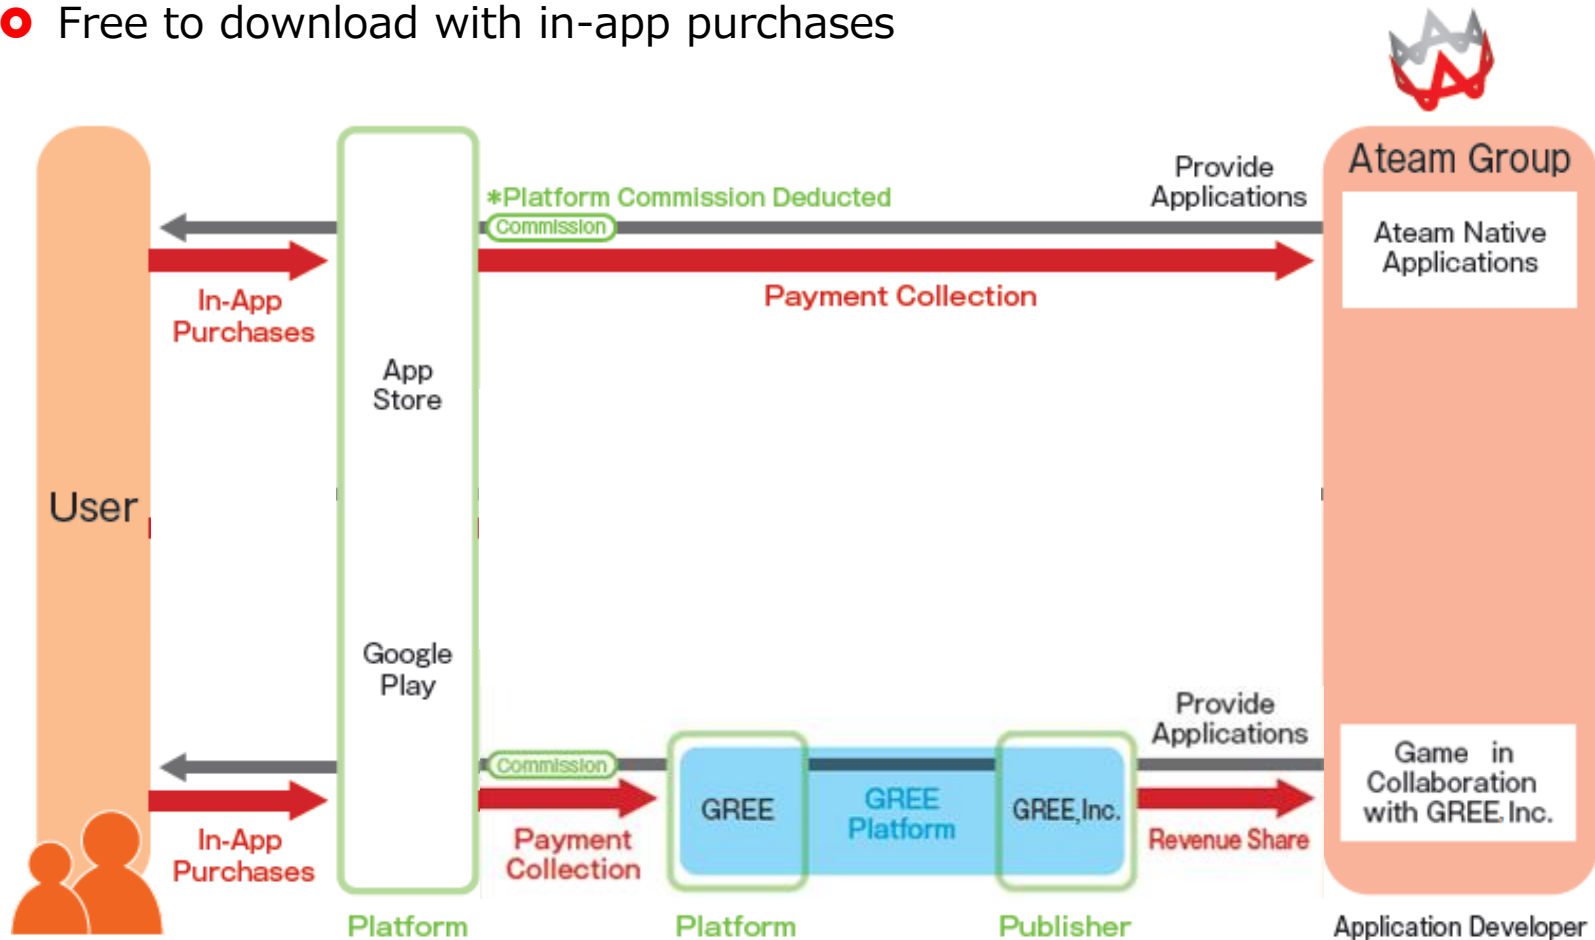 Free to download with in-app purchases
Ateam Group
Provide
Applications
*Platform Commission Deducted
Commission
Ateam Native
Applications
In-App
Purchases
Payment Collection
App
Store
User
Google
Play
Provide
Applications
Commission
Game in
Collaboration
with GREE, Inc.
GREE
GREE
Platform
GREE,Inc.
In-App
Purchases
Payment
Collection
Revenue Share
Platform
Platform
Publisher
Application Developer